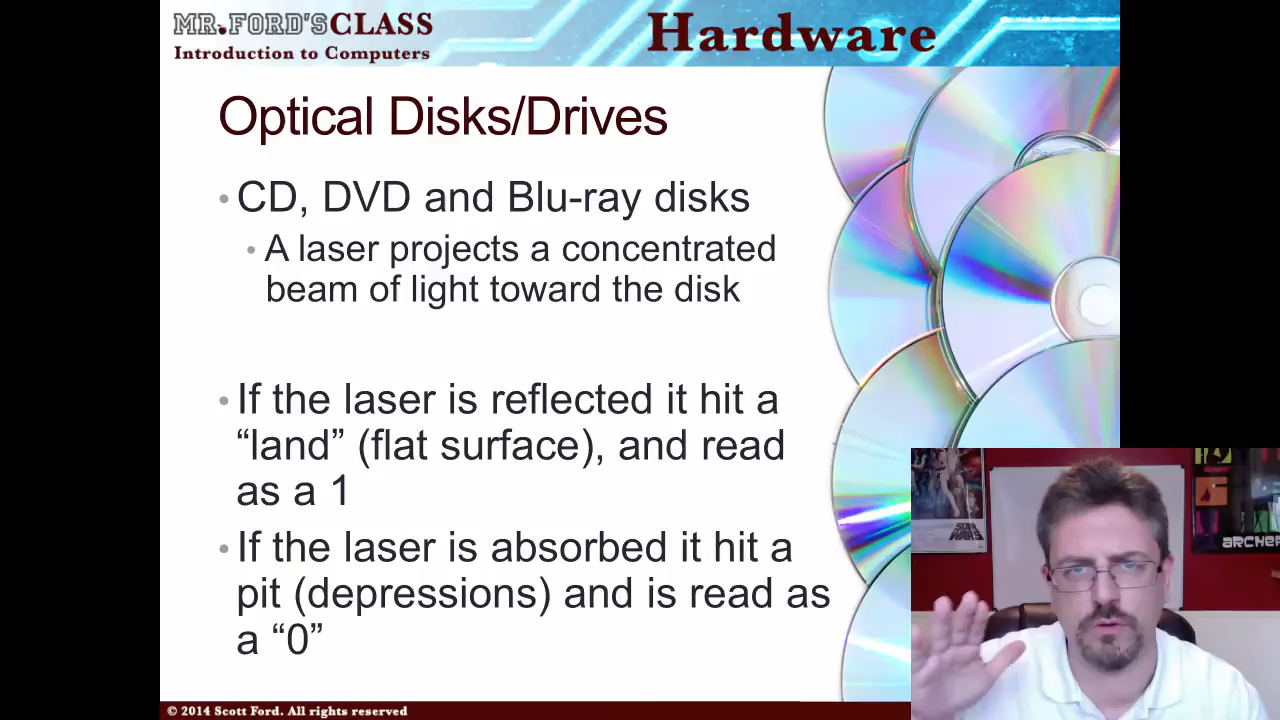 MR.FORD'S CLASS
Introduction to Computers
Hardware
Optical Disks/Drives
• CD, DVD and Blu-ray disks
• A laser projects a concentrated
beam of light toward the disk
• If the laser is reflected it hit a
“land” (flat surface), and read
as a 1
• If the laser is absorbed it hit a
pit (depressions) and is read as
a “0”
STAR
WARS
ARCHER
© 2014 Scott Ford. All rights reserved